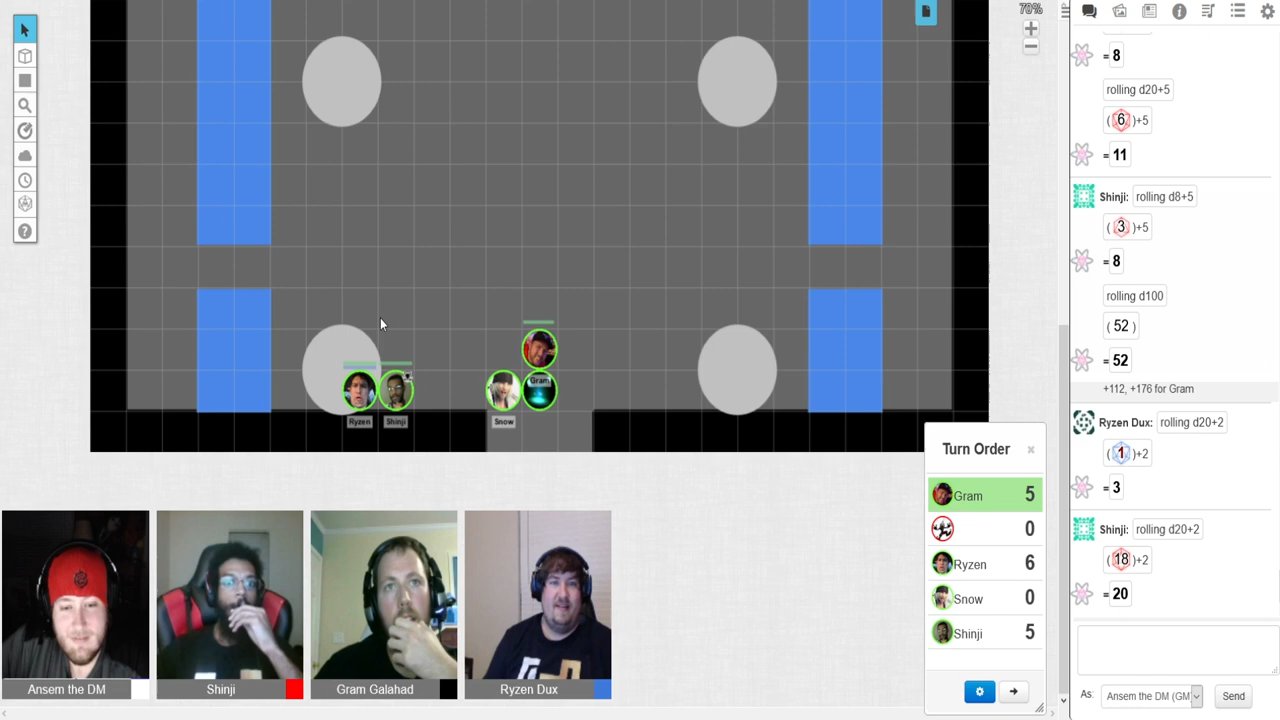 70%
= 8
rolling d20+5
( 6 )+5
= 11
Shinji: rolling d8+5
( 3 )+5
= 8
rolling d100
( 52 )
= 52
+112, +176 for Gram
Ryzen Dux: rolling d20+2
( 1 )+2
= 3
Shinji: rolling d20+2
( 18 )+2
= 20
Gram
Ryzen
Shinji
Snow
Turn Order ×
Gram 5
0
Ryzen 6
Snow 0
Shinji 5
Ansem the DM
Shinji
Gram Galahad
Ryzen Dux
As: Ansem the DM (GM Send